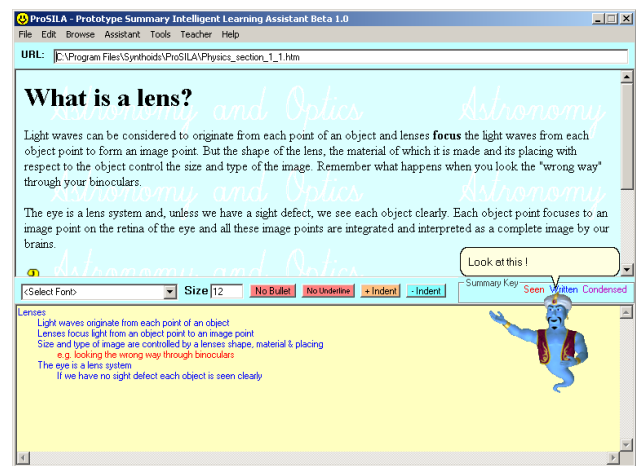 ProSILA - Prototype Summary Intelligent Learning Assistant Beta 1.0
File Edit Browse Assistant Tools Teacher Help
URL: C:\Program Files\Synthoids\ProSILA\Physics_section_1_1.htm
What is a lens?
Light waves can be considered to originate from each point of an object and lenses focus the light waves from each
object point to form an image point. But the shape of the lens, the material of which it is made and its placing with
respect to the object control the size and type of the image. Remember what happens when you look the "wrong way"
through your binoculars.
The eye is a lens system and, unless we have a sight defect, we see each object clearly. Each object point focuses to an
image point on the retina of the eye and all these image points are integrated and interpreted as a complete image by our
brains.
Astronomy and Optics Astronomy
Look at this !
<Select Font> Size 12 No Bullet No Underline + Indent - Indent Summary Key Seen Written Condensed
Lenses
Light waves originate from each point of an object
Lenses focus light from an object point to an image point
Size and type of image are controlled by a lenses shape, material & placing
e.g. looking the wrong way through binoculars
The eye is a lens system
If we have no sight defect each object is seen clearly